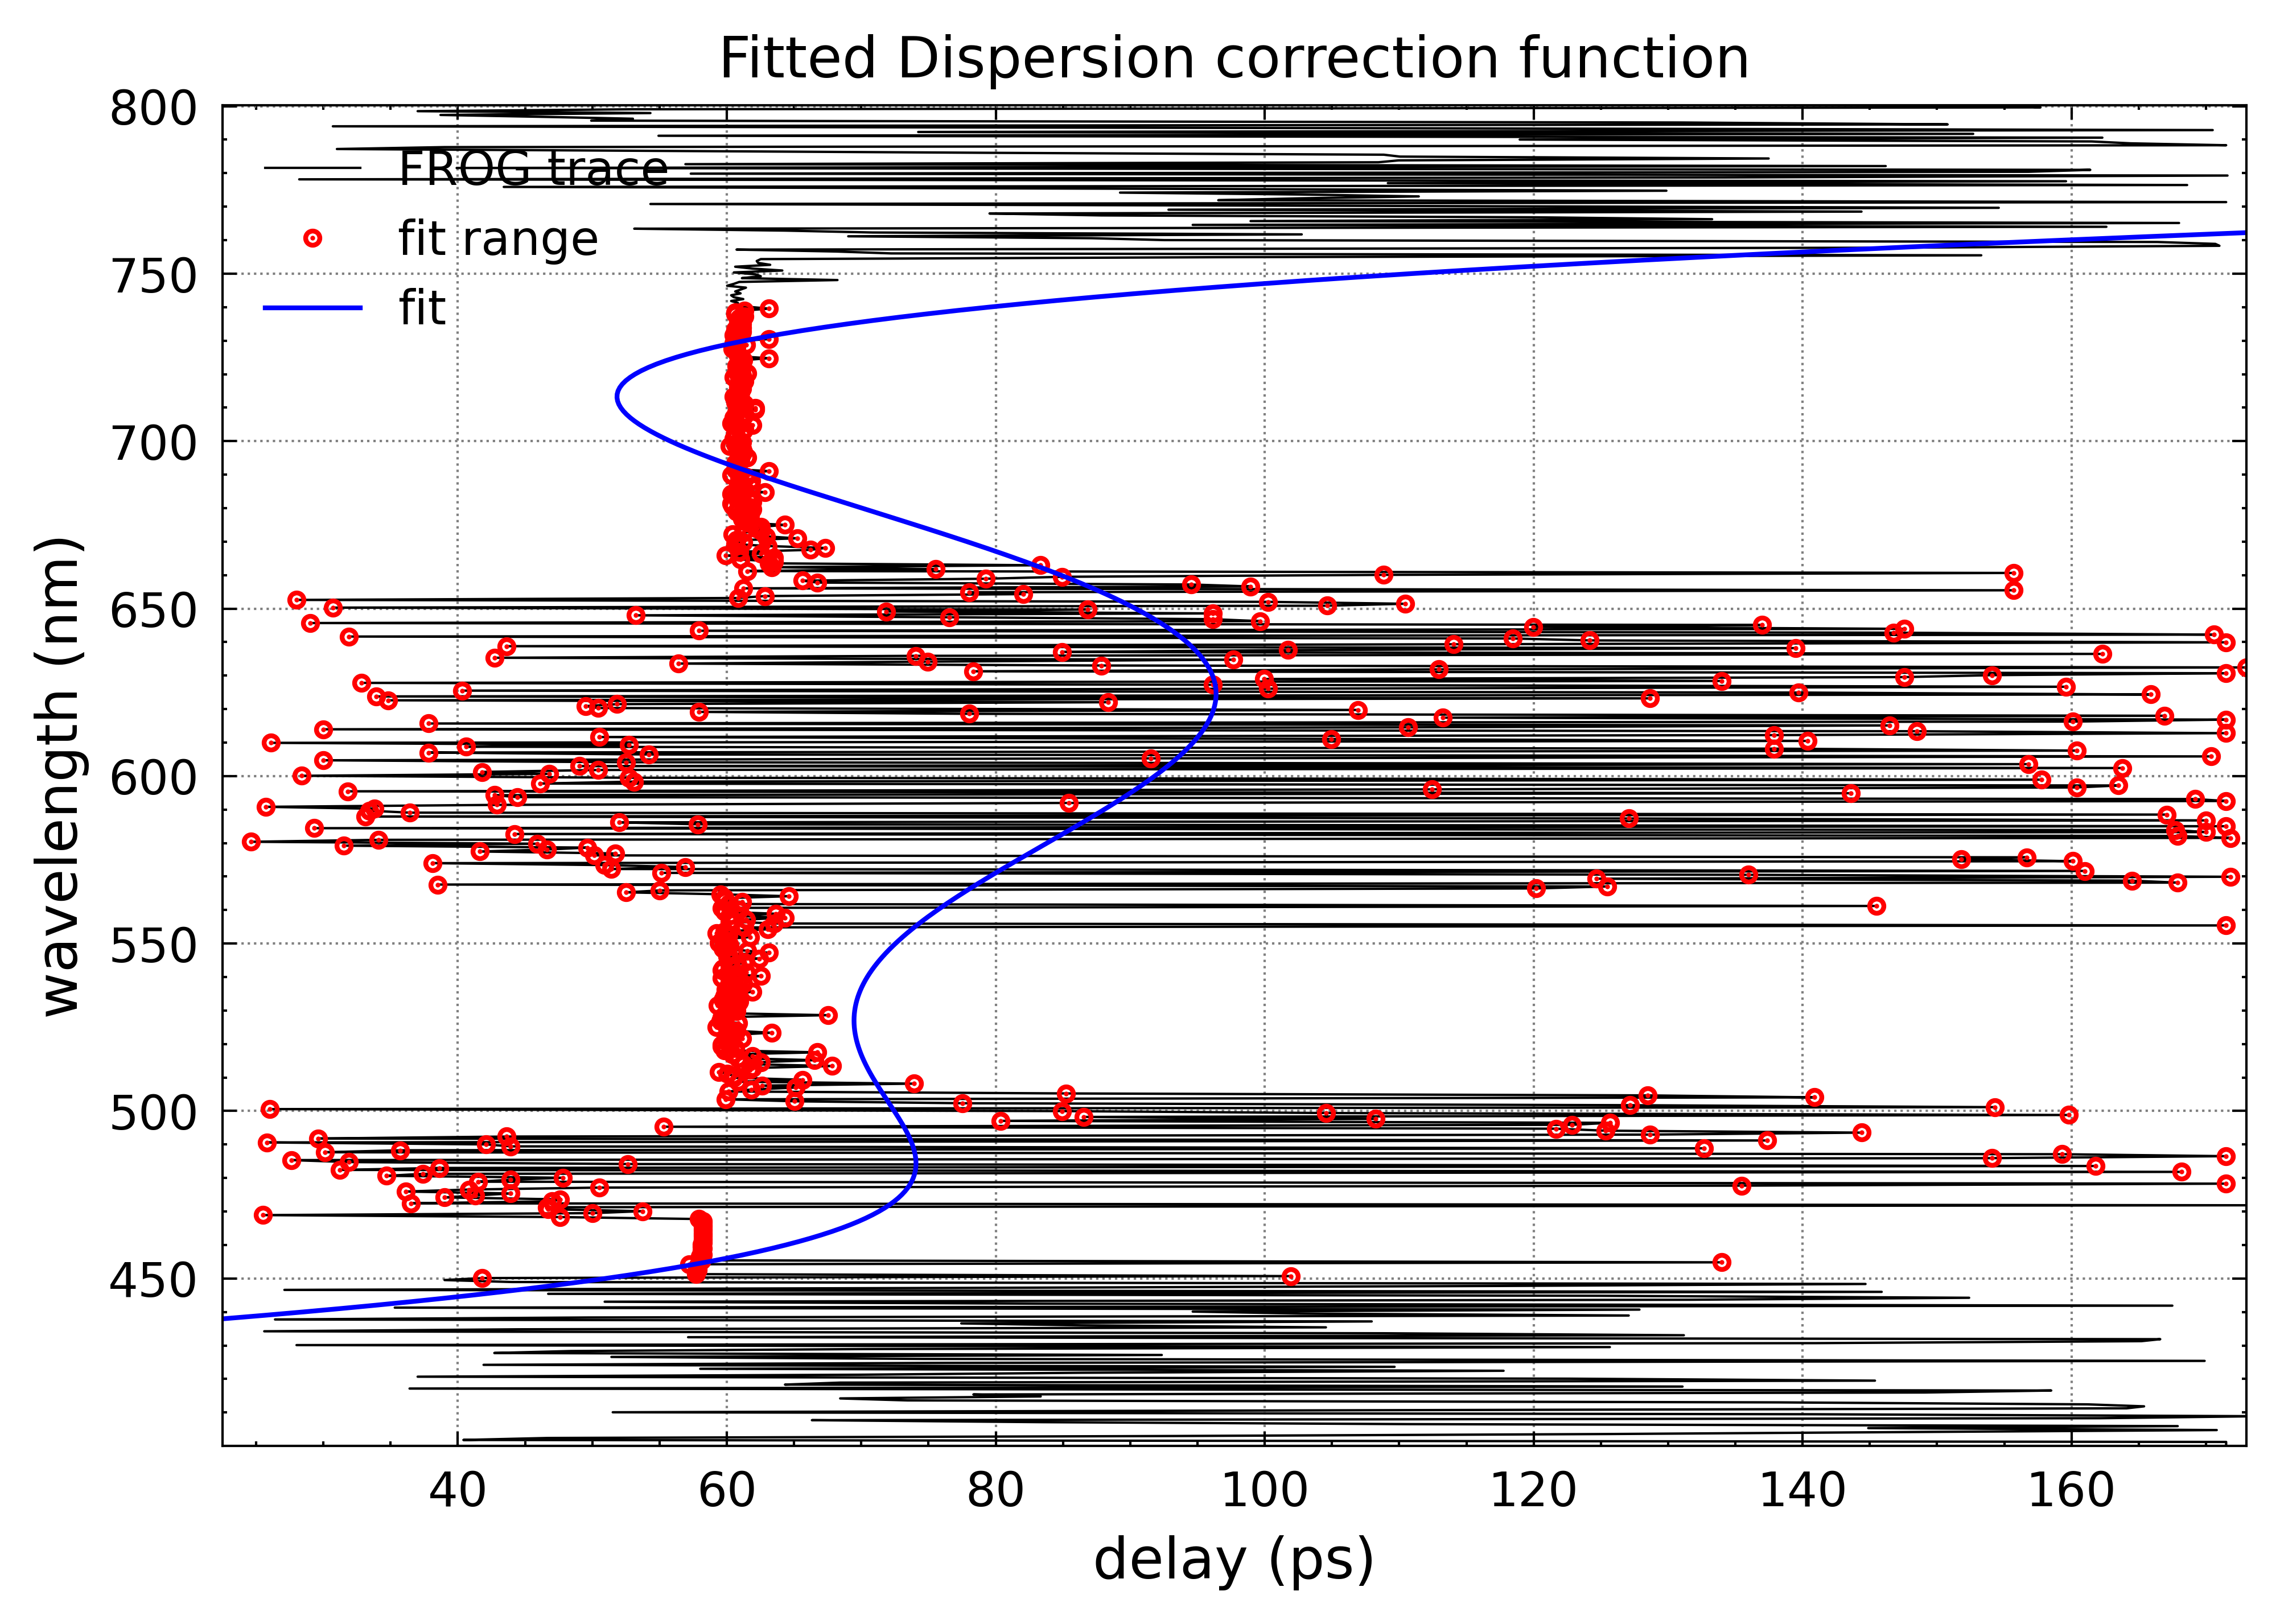 Fitted Dispersion correction function
800
750
700
650
600
550
500
450
wavelength (nm)
FROG trace
fit range
fit
40 60 80 100 120 140 160
delay (ps)